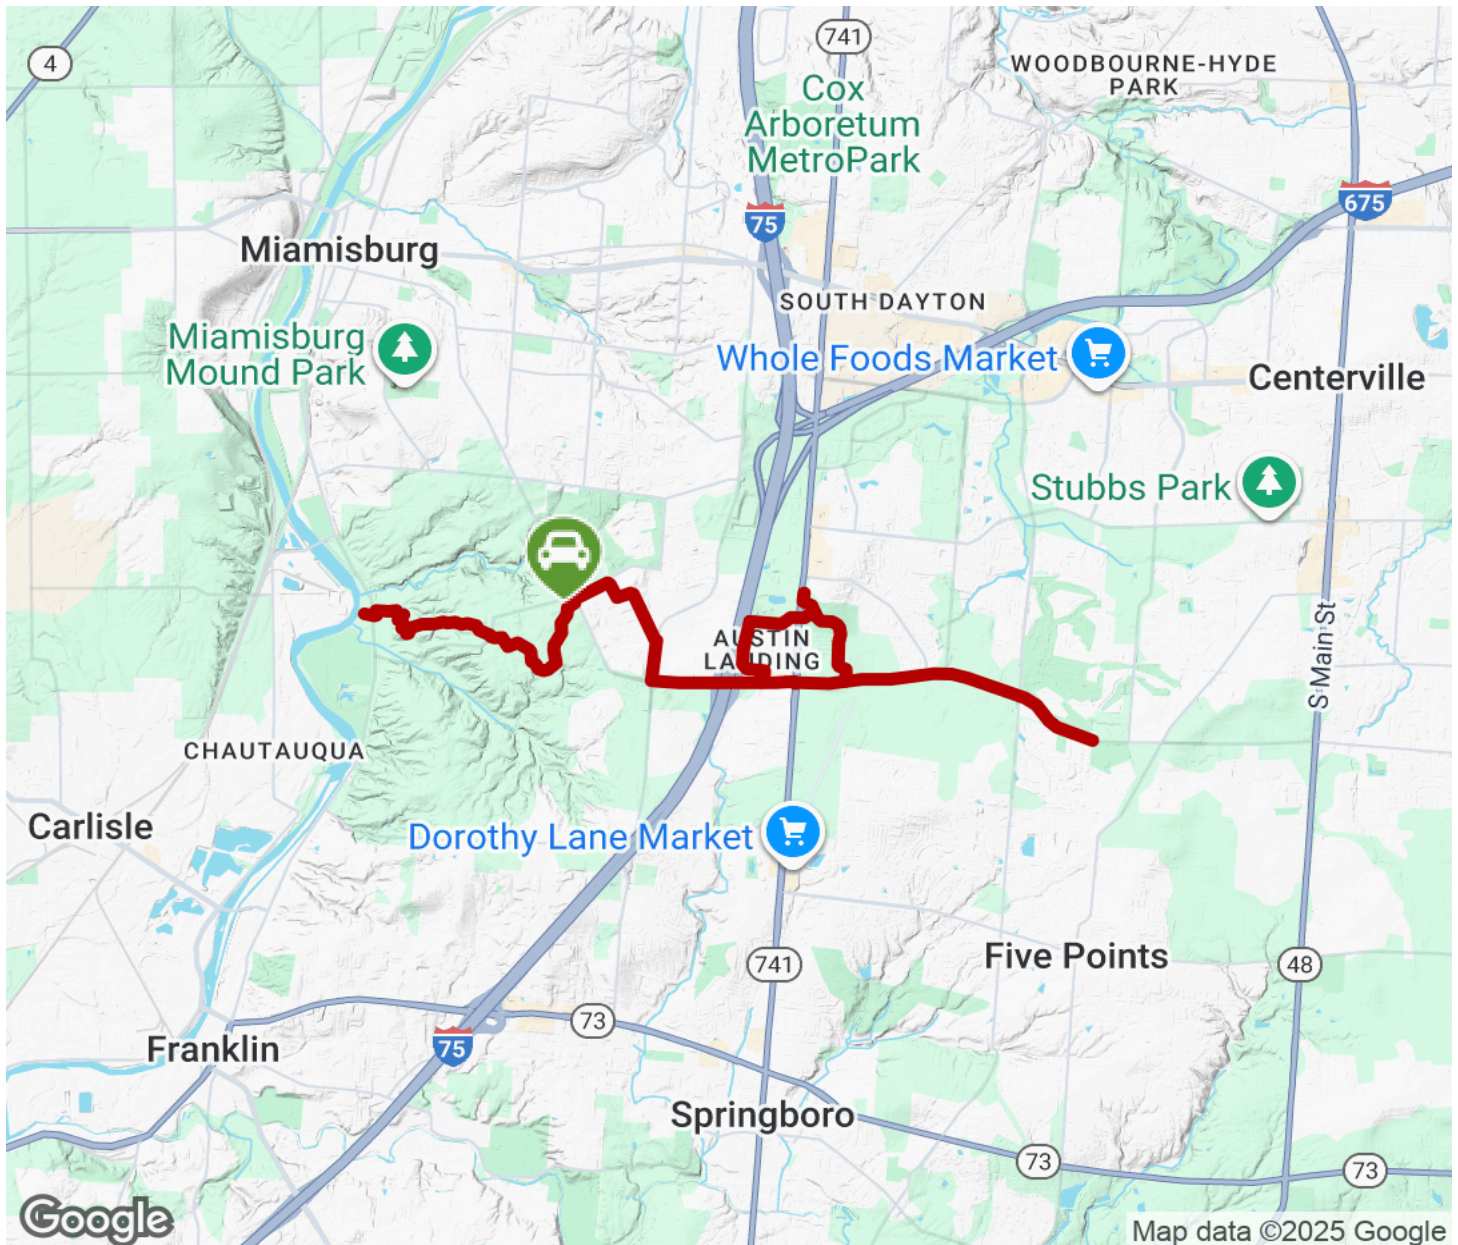 4
741
WOODBOURNE-HYDE
PARK
Cox
Arboretum
MetroPark
675
75
Miamisburg
SOUTH DAYTON
Miamisburg
Mound Park
Whole Foods Market
Centerville
Stubbs Park
S Main St
AUSTIN
LANDING
CHAUTAUQUA
Carlisle
Dorothy Lane Market
Five Points
741
48
73
Franklin
75
Springboro
73
73
Google
Map data ©2025 Google